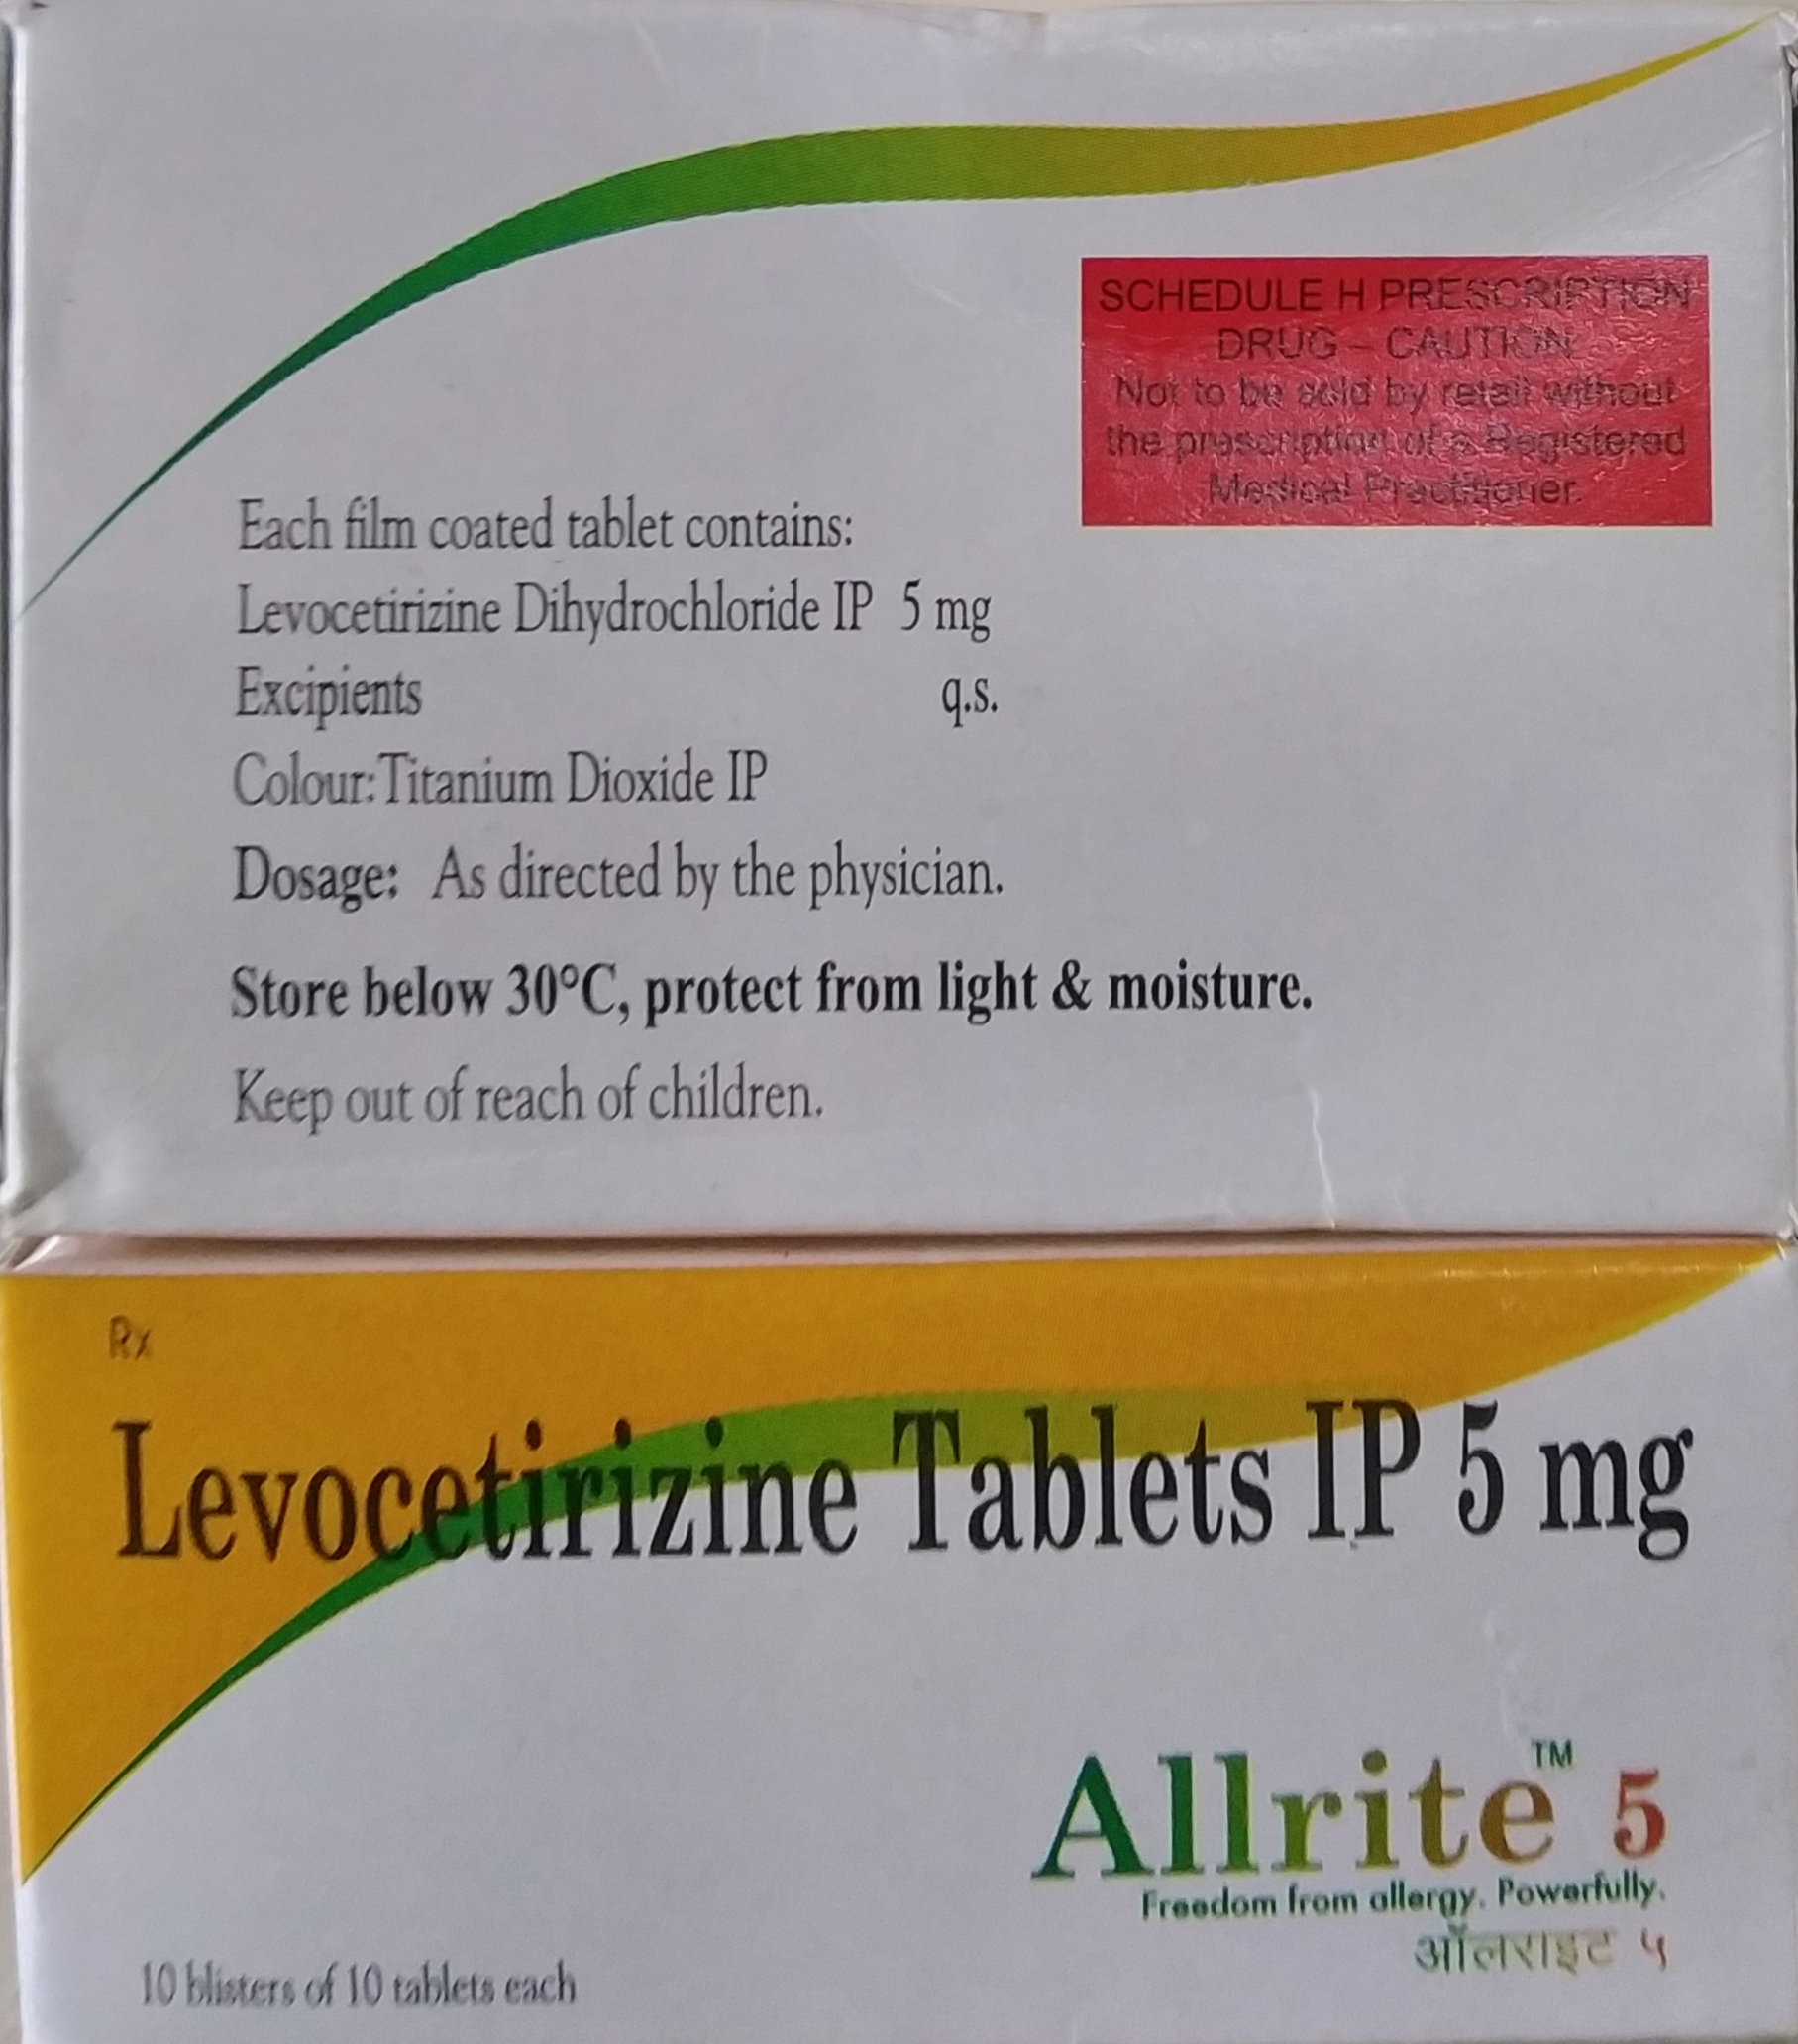 SCHEDULE H PRESCRIPTION
DRUG – CAUTION
Not to be sold by retail without
the prescription of a Registered
Medical Practitioner.
Each film coated tablet contains:
Levocetirizine Dihydrochloride IP 5 mg
Excipients q.s.
Colour: Titanium Dioxide IP
Dosage: As directed by the physician.
Store below 30°C, protect from light & moisture.
Keep out of reach of children.
Rx
Levocetirizine Tablets IP 5 mg
Allrite™ 5
Freedom from allergy. Powerfully.
ऑलराइट ५
10 blisters of 10 tablets each